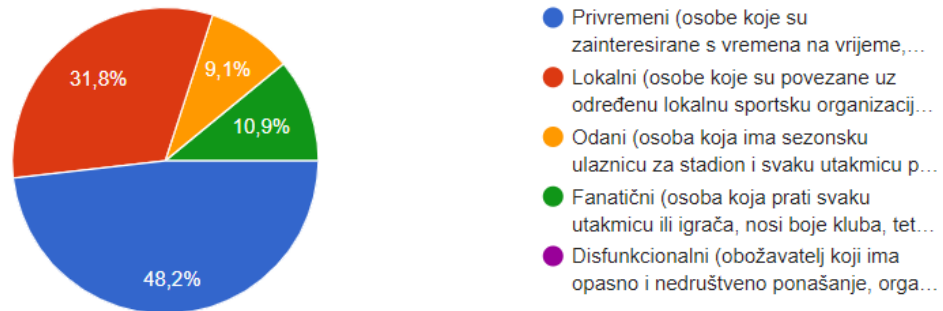 31,8%
9,1%
10,9%
48,2%
Privremeni (osobe koje su
zainteresirane s vremena na vrijeme,...
Lokalni (osobe koje su povezane uz
određenu lokalnu sportsku organizacij...
Odani (osoba koja ima sezonsku
ulaznicu za stadion i svaku utakmicu p...
Fanatični (osoba koja prati svaku
utakmicu ili igrača, nosi boje kluba, tet...
Disfunkcionalni (obožavatelj koji ima
opasno i nedruštveno ponašanje, orga...